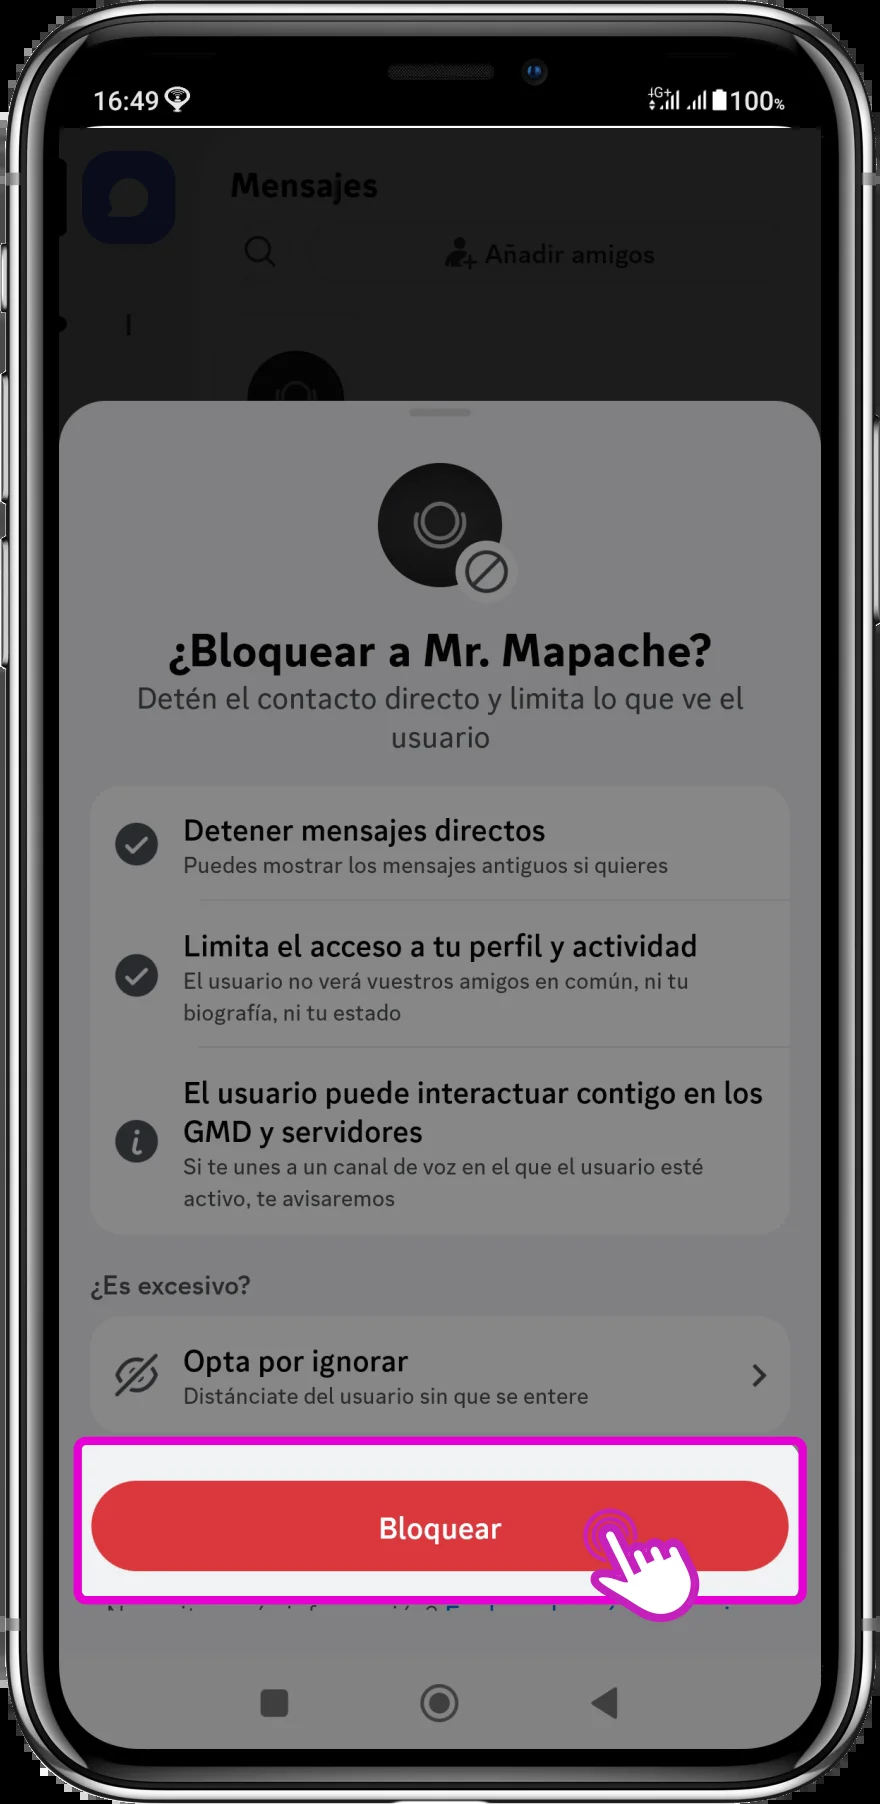 16:49 4G+ 100%
Mensajes
Añadir amigos
¿Bloquear a Mr. Mapache?
Detén el contacto directo y limita lo que ve el
usuario
Detener mensajes directos
Puedes mostrar los mensajes antiguos si quieres
Limita el acceso a tu perfil y actividad
El usuario no verá vuestros amigos en común, ni tu
biografía, ni tu estado
El usuario puede interactuar contigo en los
GMD y servidores
Si te unes a un canal de voz en el que el usuario esté
activo, te avisaremos
¿Es excesivo?
Opta por ignorar
Distánciate del usuario sin que se entere
Bloquear